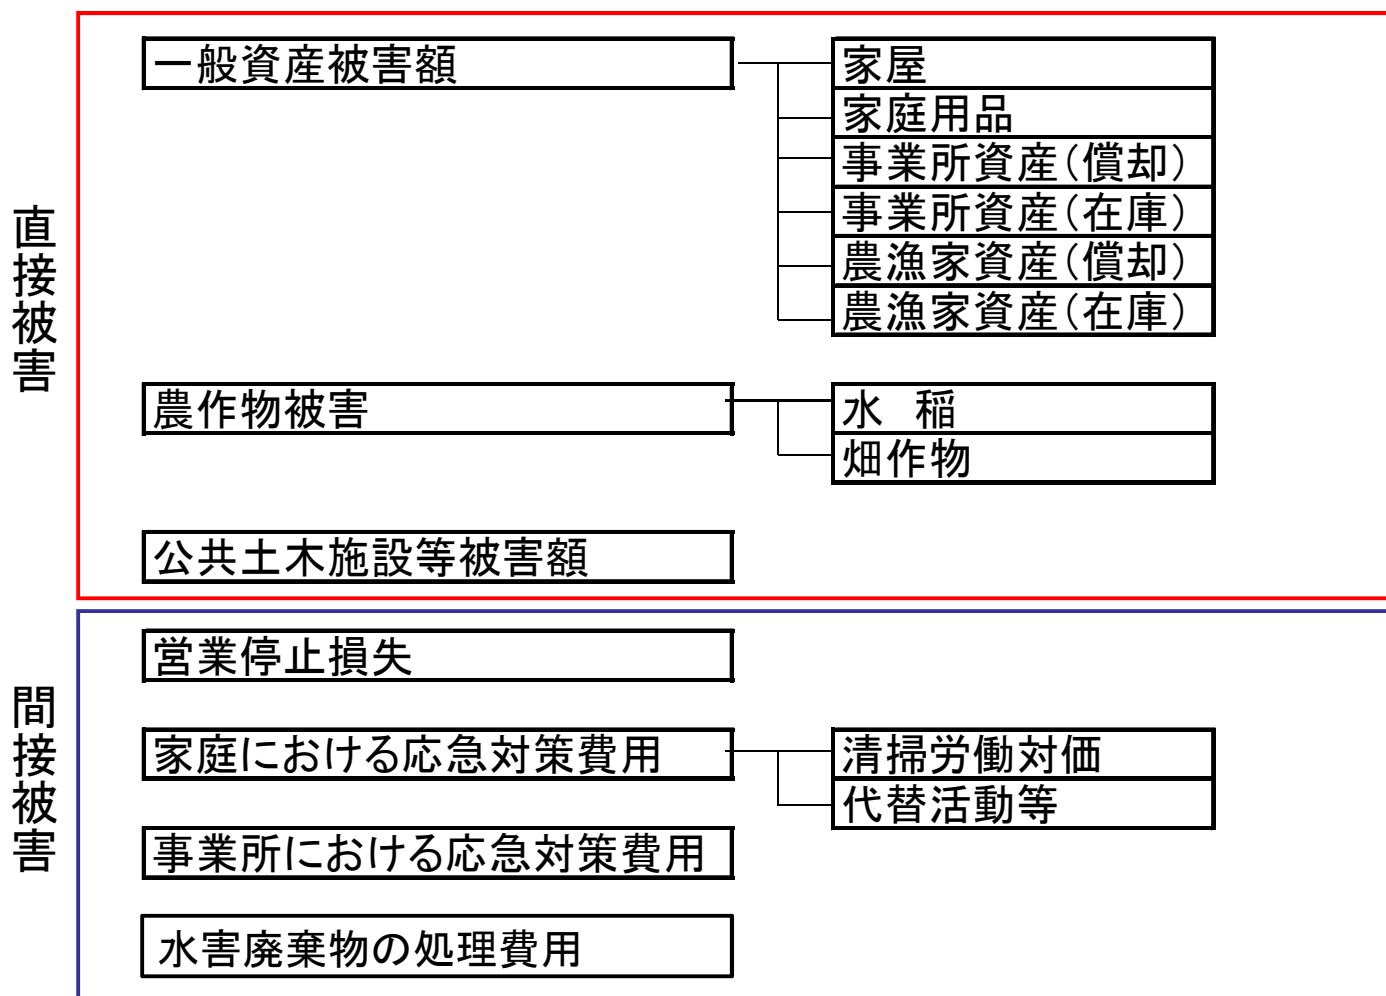 直接被害
一般資産被害額
家屋
家庭用品
事業所資産(償却)
事業所資産(在庫)
農漁家資産(償却)
農漁家資産(在庫)
農作物被害
水　稲
畑作物
公共土木施設等被害額
間接被害
営業停止損失
家庭における応急対策費用
清掃労働対価
代替活動等
事業所における応急対策費用
水害廃棄物の処理費用